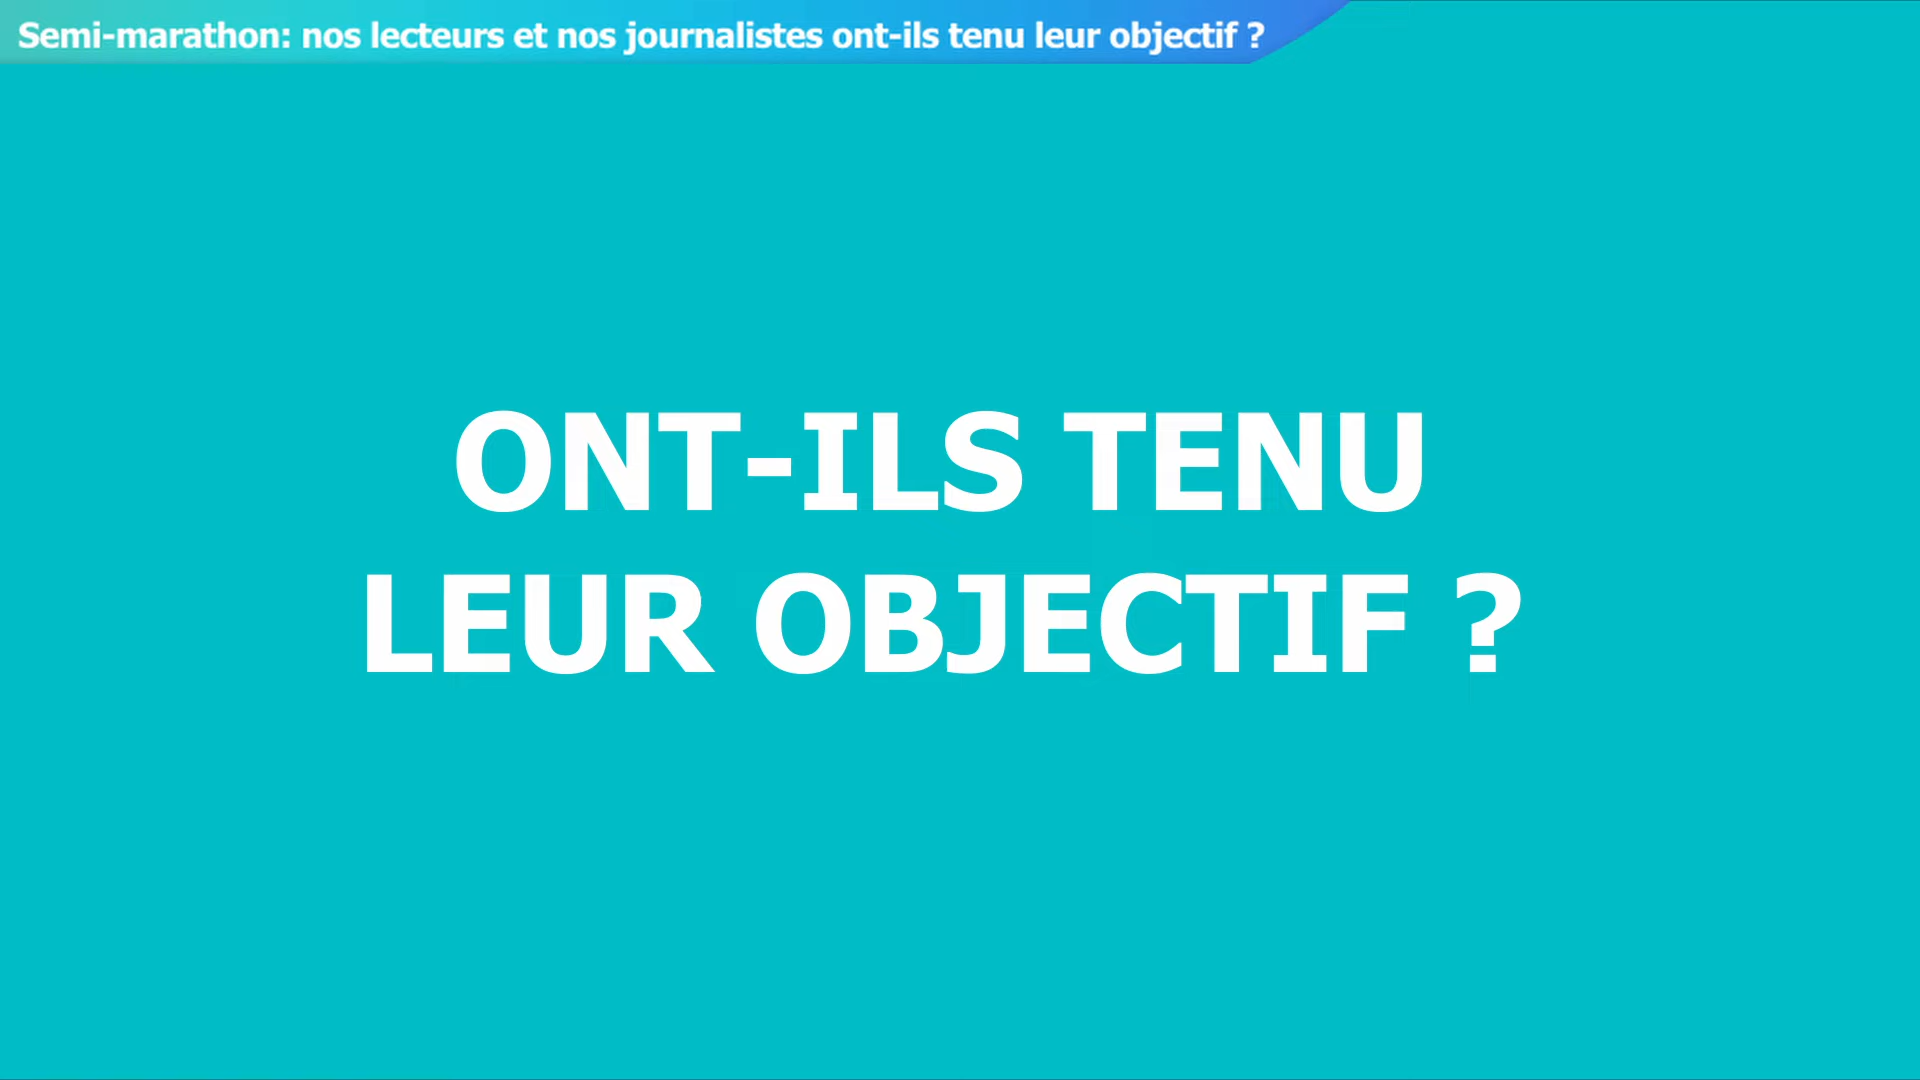 Semi-marathon: nos lecteurs et nos journalistes ont-ils tenu leur objectif ?
ONT-ILS TENU
LEUR OBJECTIF ?